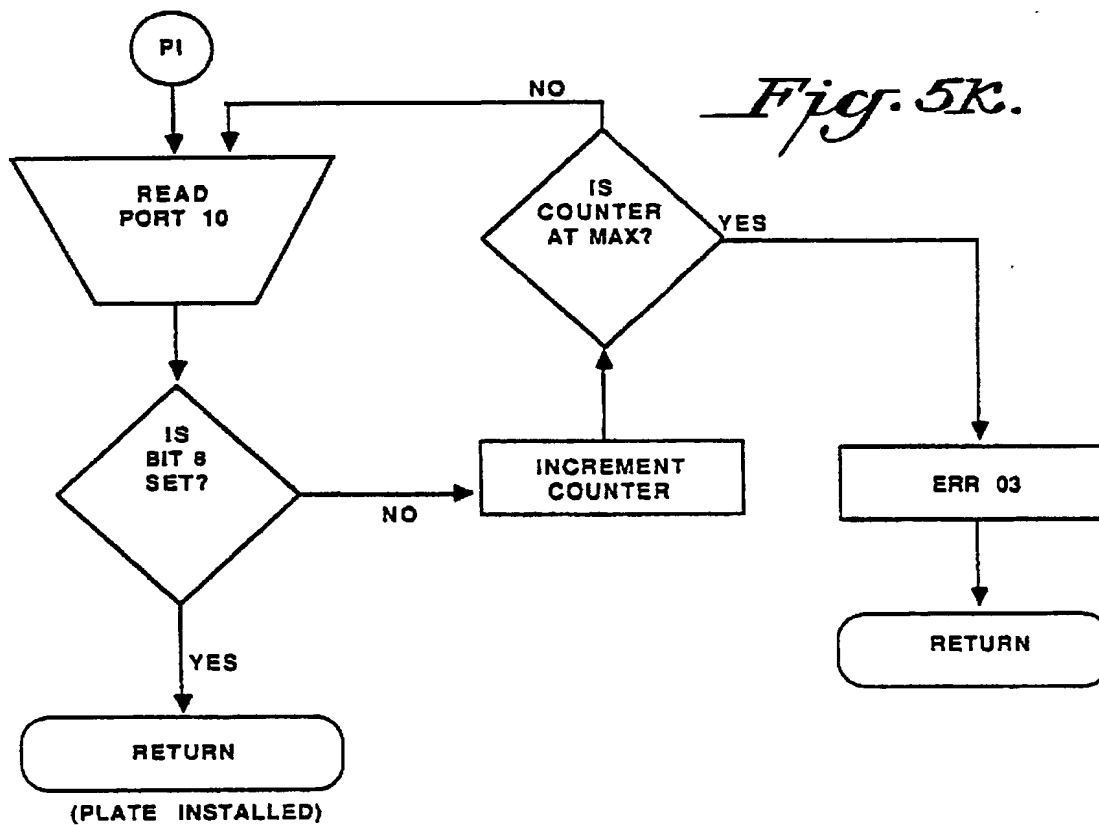 PI
Fig. 5K.
NO
READ
PORT 10
IS
COUNTER
AT MAX?
YES
IS
BIT 8
SET?
NO
INCREMENT
COUNTER
ERR 03
YES
RETURN
RETURN
(PLATE INSTALLED)